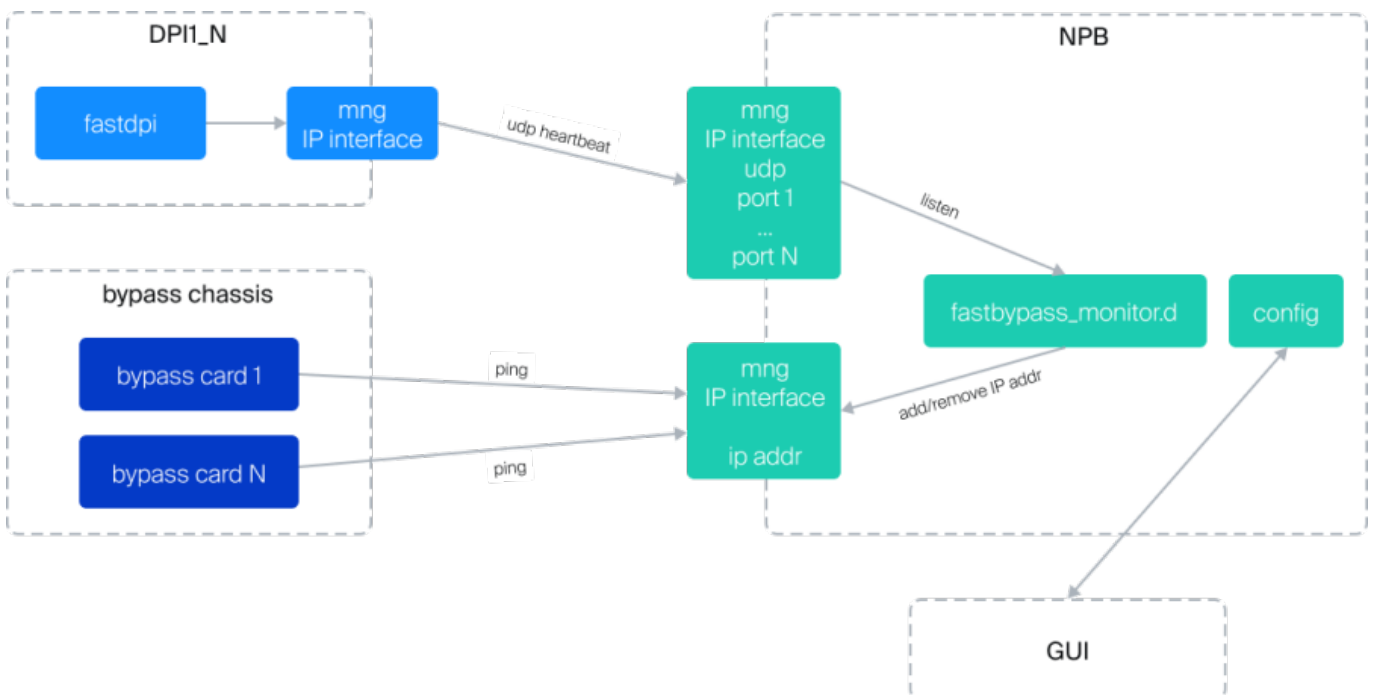 DPI1_N
fastdpi
mng
IP interface
udp heartbeat
NPB
mng
IP interface
udp
port 1
...
port N
listen
fastbypass_monitor.d
config
bypass chassis
bypass card 1
bypass card N
ping
ping
mng
IP interface
ip addr
add/remove IP addr
GUI